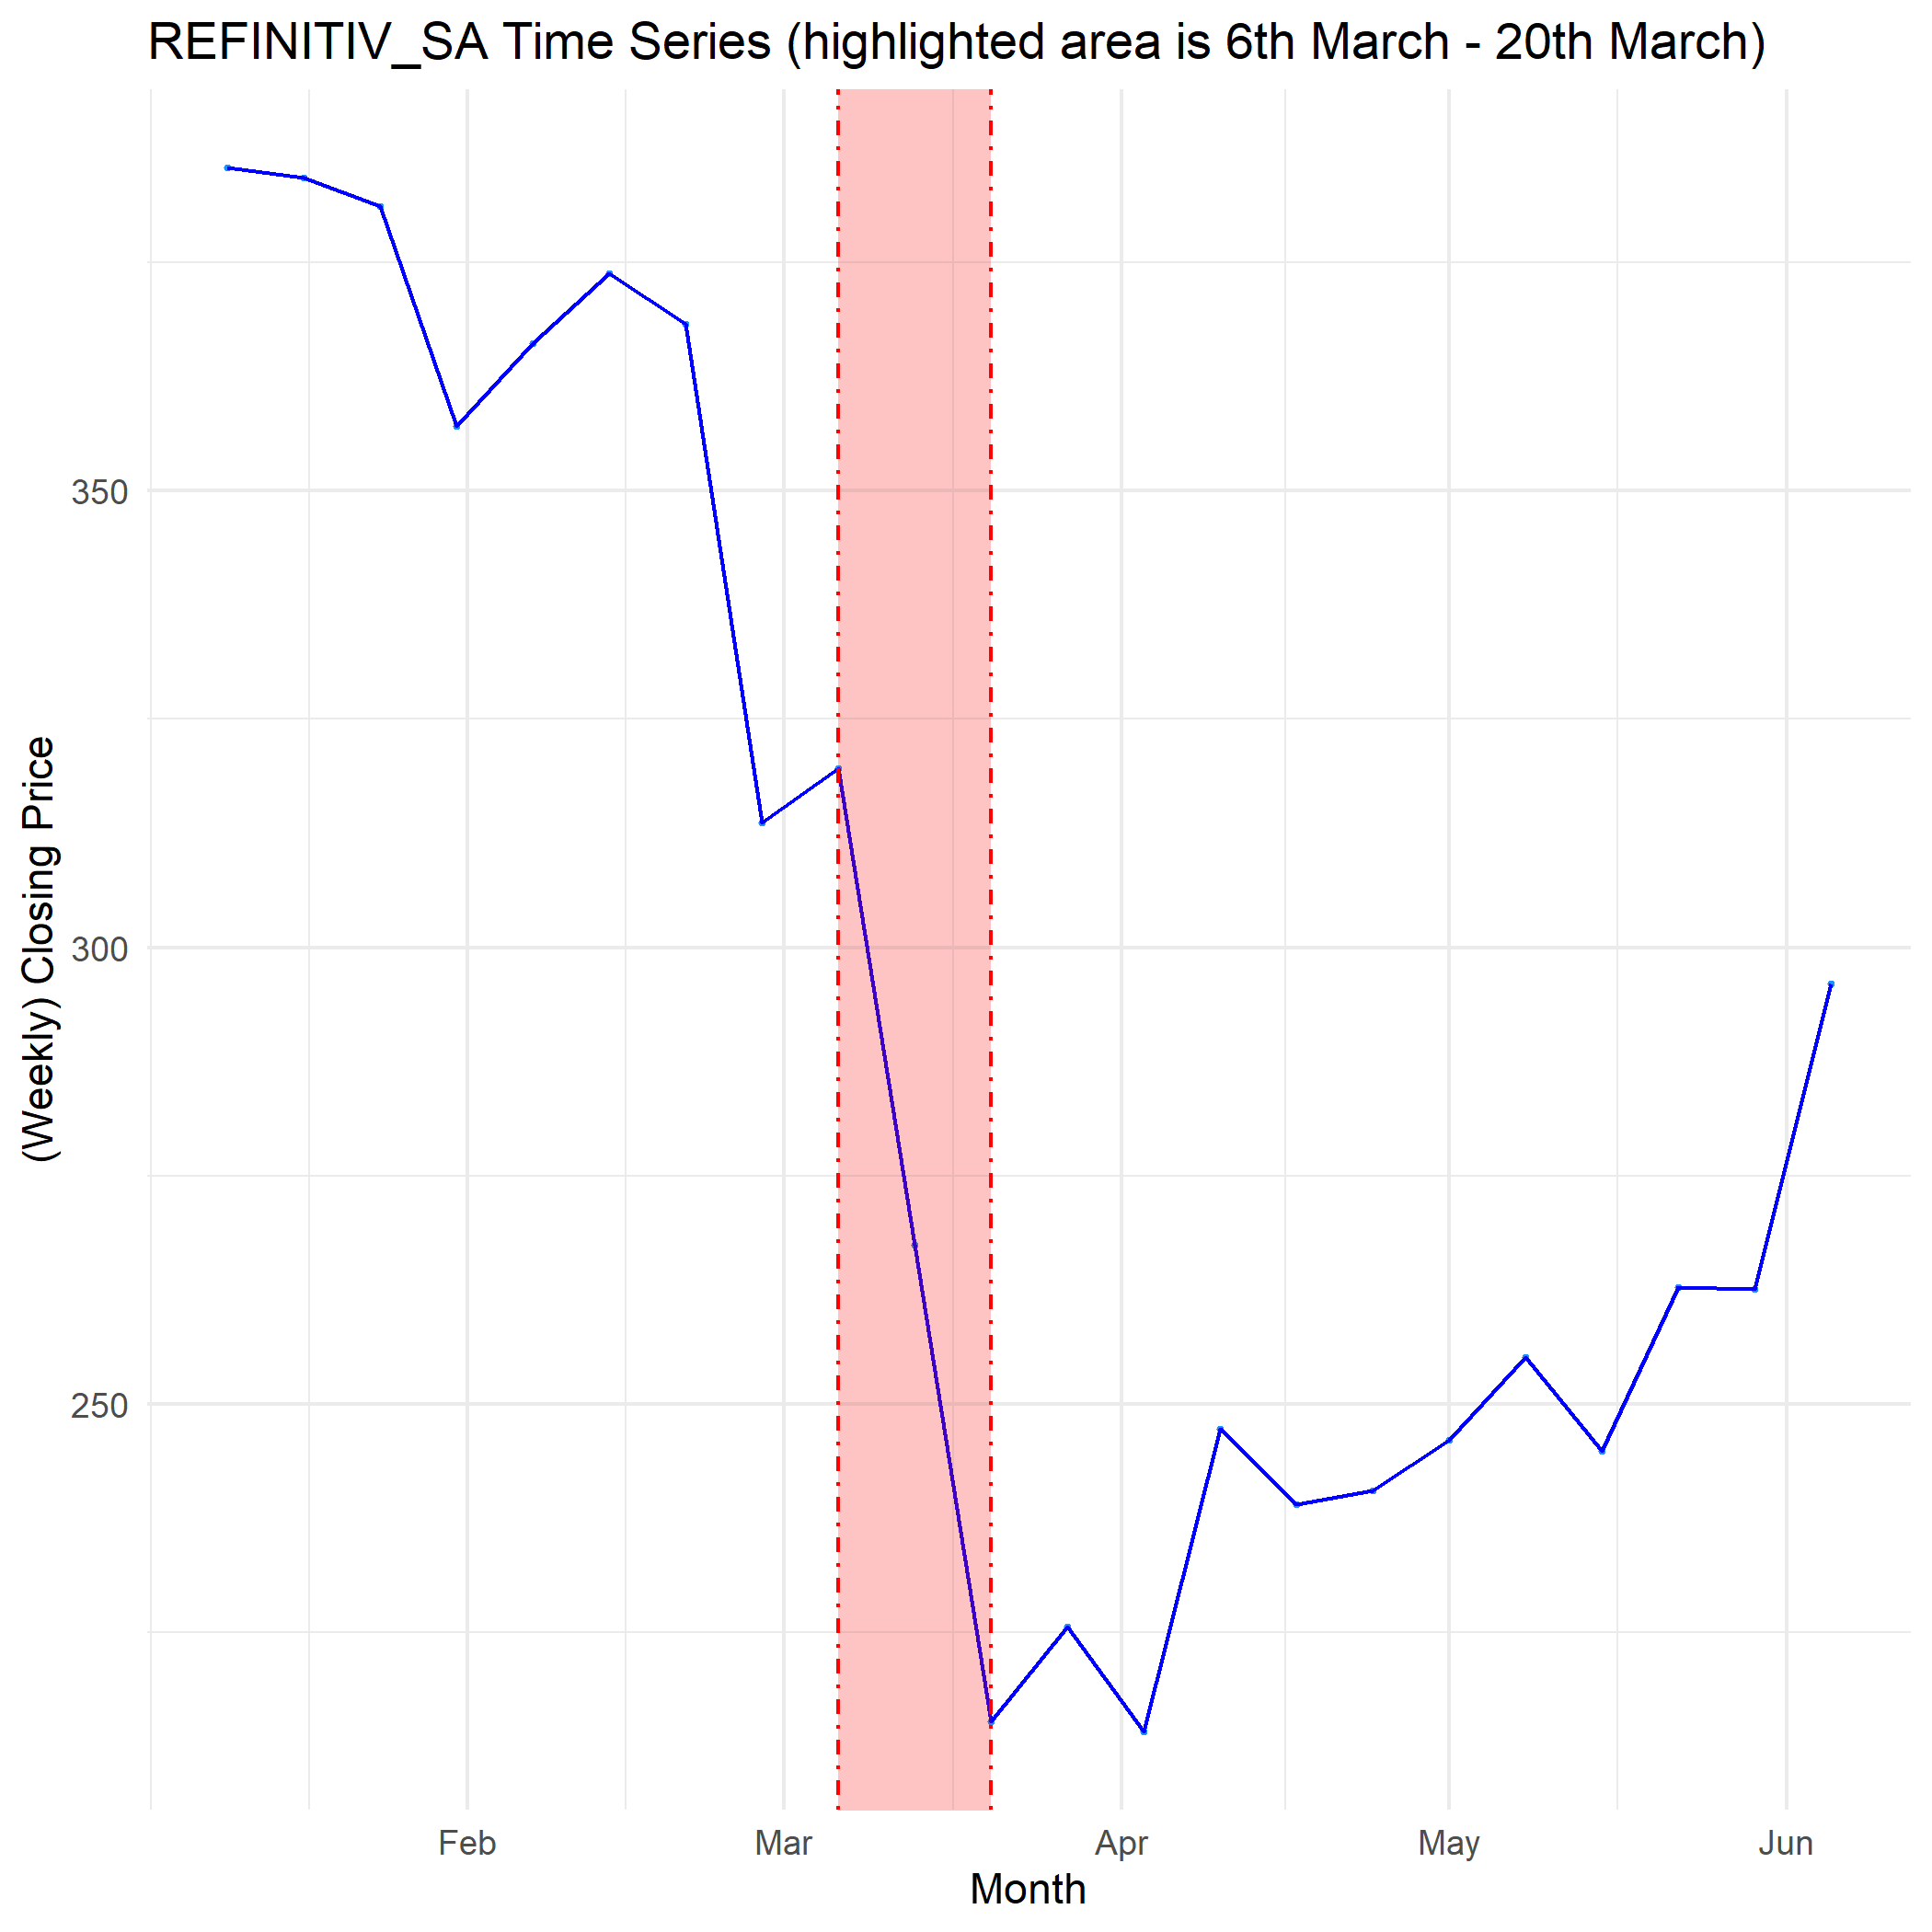 REFINITIV_SA Time Series (highlighted area is 6th March - 20th March)
(Weekly) Closing Price
350
300
250
Feb Mar Apr May Jun
Month